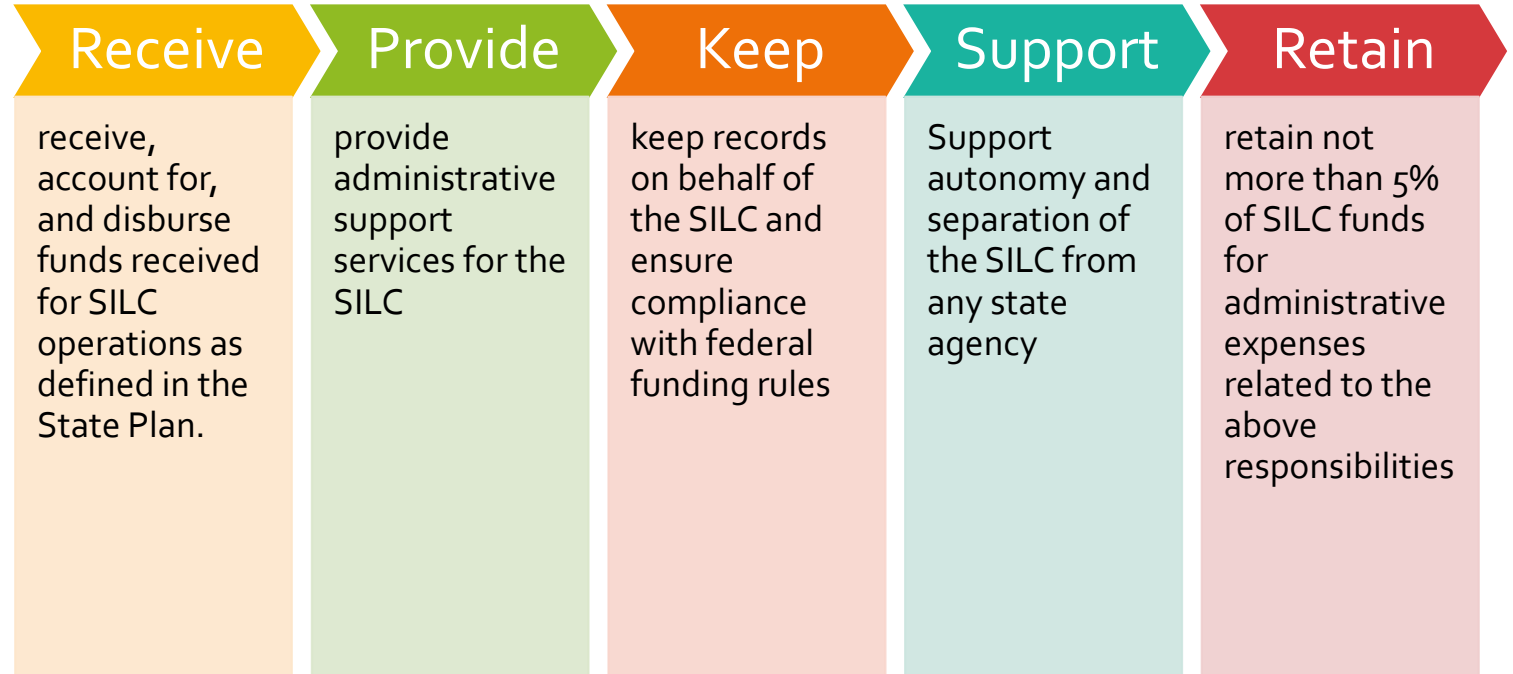 Receive
receive,
account for,
and disburse
funds received
for SILC
operations as
defined in the
State Plan.
Provide
provide
administrative
support
services for the
SILC
Keep
keep records
on behalf of
the SILC and
ensure
compliance
with federal
funding rules
Support
Support
autonomy and
separation of
the SILC from
any state
agency
Retain
retain not
more than 5%
of SILC funds
for
administrative
expenses
related to the
above
responsibilities